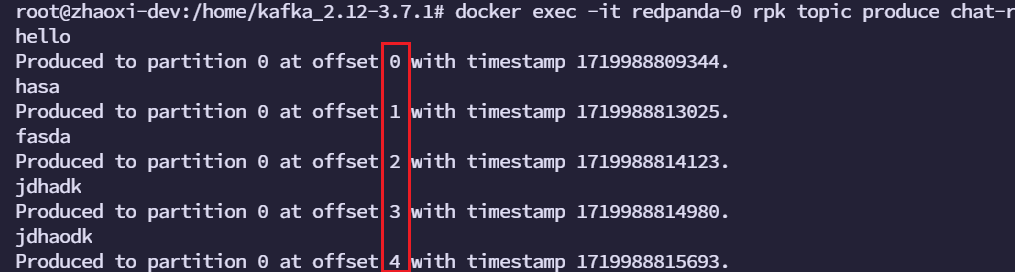 root@zhaoxi-dev:/home/kafka_2.12-3.7.1# docker exec -it redpanda-0 rpk topic produce chat-r
hello
Produced to partition 0 at offset 0 with timestamp 1719988809344.
hasa
Produced to partition 0 at offset 1 with timestamp 1719988813025.
fasda
Produced to partition 0 at offset 2 with timestamp 1719988814123.
jdhadk
Produced to partition 0 at offset 3 with timestamp 1719988814980.
jdhaodk
Produced to partition 0 at offset 4 with timestamp 1719988815693.